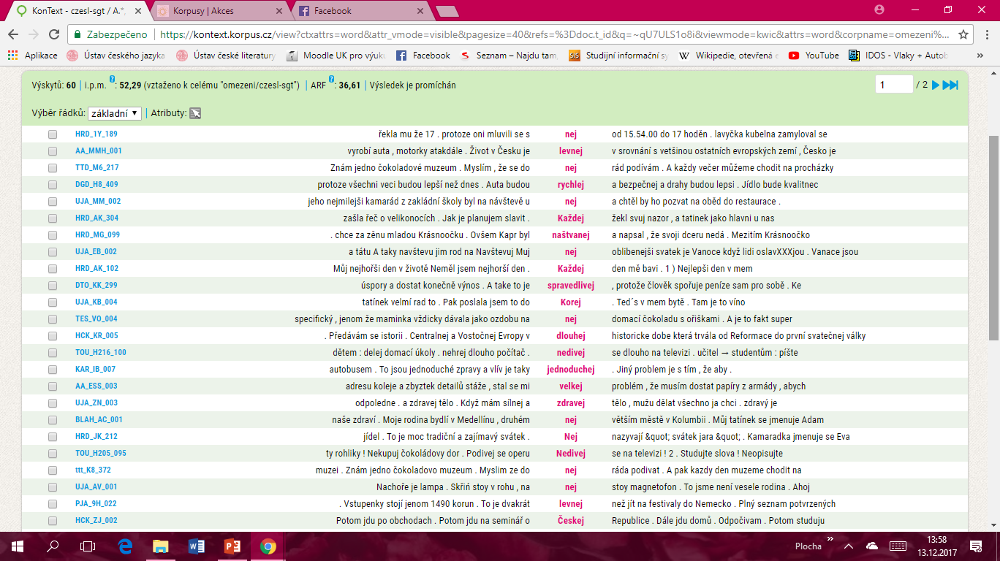 KonText - czesl-sgt / A.*,
Korpusy | Akces
Facebook
Zabezpečeno
https://kontext.korpus.cz/view?ctxattrs=word&attr_vmode=visible&pagesize=40&refs=%3Ddoc.t_id&q=~qU7ULS1o8i&viewmode=kwic&attrs=word&corpname=omezeni%...
Aplikace Ústav českého jazyka Ústav české literatury Moodle UK pro výuku Facebook Seznam – Najdu tam Studijní informační sy Wikipedie, otevřená e YouTube IDOS - Vlaky + Autob »
Výskytů: 60 | i.p.m. ? : 52,29 (vztaženo k celému "omezeni/czesl-sgt") | ARF ? : 36,61 | Výsledek je promíchán
1 / 2
Výběr řádků: základní | Atributy:
HRD_1Y_189 řekla mu že 17 . protoze oni mluvili se s nej od 15.54.00 do 17 hoděn . lavyčka kubelna zamyloval se
AA_MMH_001 vyrobí auta , motorky atakdále . Život v Česku je levnej v srovnání s vetšinou ostatních evropských zemí , Česko je
TTD_M6_217 Znám jedno čokoladové muzeum . Myslím , že se do nej rád podívám . A každy večer můžeme chodit na procházky
DGD_H8_409 protoze všechni veci budou lepší než dnes . Auta budou rychlej a bezpečnej a drahy budou lepsi . Jídlo bude kvalitnec
UJA_MM_002 jeho nejmilejši kamarád z zakládní školy byl na návštevě u nej a chtěl by ho pozvat na oběd do restaurace .
HRD_AK_304 zašla řeč o velikonocích . Jak je planujem slavit . Každej žekl svuj nazor , a tatinek jako hlavni u nas
HRD_MG_099 . chce za zěnu mladou Krásnoočku . Ovšem Kapr byl naštvanej a napsal , že svoji dceru nedá . Mezitím Krásnoočko
UJA_EB_002 a tátu A taky navštevu jim rod na Navštevuj Muj nej oblibenejši svatek je Vanoce když lidi oslavXXXjou . Vanace jsou
HRD_AK_102 Můj nejhořši den v životě Neměl jsem nejhorší den . Každej den mě bavi . 1 ) Nejlepši den v mem
DTO_KK_299 úspory a dostat konečně výnos . A take to je spravedlivej , protože člověk spořuje peníze sam pro sobě . Ke
UJA_KB_004 tatínek velmí rad to . Pak poslala jsem to do Korej . Ted´s v mem bytě . Tam je to víno
TES_VO_004 specifický , jenom že maminka vždicky dávala jako ozdobu na nej domací čokoladu s oříškami . A je to fakt super
HCK_KR_005 . Předávám se istorii . Centralnej a Vostočnej Evropy v dlouhej historicke dobe která trvála od Reformace do první svatečnej války
TOU_H216_100 dětem : delej domací úkoly . nehrej dlouho počítač . nedivej se dlouho na televizi . učitel → studentům : píšte
KAR_IB_007 autobusem . To jsou jednoduché zpravy a vlív je taky jednoduchej . Jiný problem je s tím , že aby .
AA_ESS_003 adresu koleje a zbyztek detailů stáže , stal se mi velkej problém , že musím dostat papíry z armády , abych
UJA_ZN_003 odpoledne . a zdravej tělo . Když mám sílnej a zdravej tělo , mužu dělat všechno ja chci . zdravý je
BLAH_AC_001 naše zdraví . Moje rodina bydlí v Medellínu , druhém nej větším městě v Kolumbii . Můj tatínek se jmenuje Adam
HRD_JK_212 jídel . To je moc tradiční a zajímavý svátek . Nej nazyvají &quot; svátek jara &quot; . Kamaradka jmenuje se Eva
TOU_H205_095 ty rohliky ! Nekupuj čokoládovy dor . Podivej se operu Nedivej se na televizi ! 2 . Studujte slova ! Neopisujte
ttt_K8_372 muzei . Znám jedno čokoladovo muzeum . Myslim ze do nej ráda podivat . A pak kazdy den muzeme chodit na
UJA_AV_001 Nachoře je lampa . Skřiń stoy v rohu , na nej stoy magnetofon . To jsme není vesele rodina . Ahoj
PJA_9H_022 . Vstupenky stojí jenom 1490 korun . To je dvakrát levnej než jít na festivaly do Nemecko . Plný seznam potvrzených
HCK_ZJ_002 Potom jdu po obchodach . Potom jdu na seminář o Českej Republice . Dále jdu domů . Odpočivam . Potom studuju
Plocha » 13:58
13.12.2017